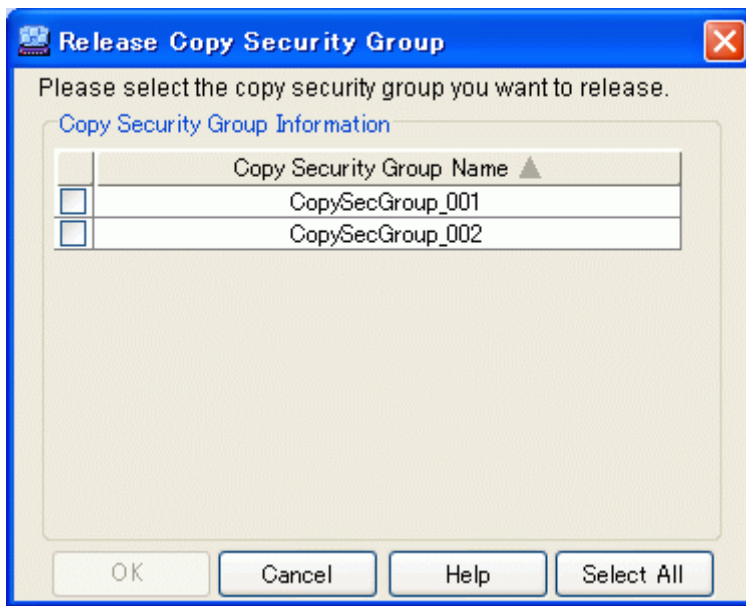 Release Copy Security Group
Please select the copy security group you want to release.
Copy Security Group Information
Copy Security Group Name
CopySecGroup_001
CopySecGroup_002
OK Cancel Help Select All